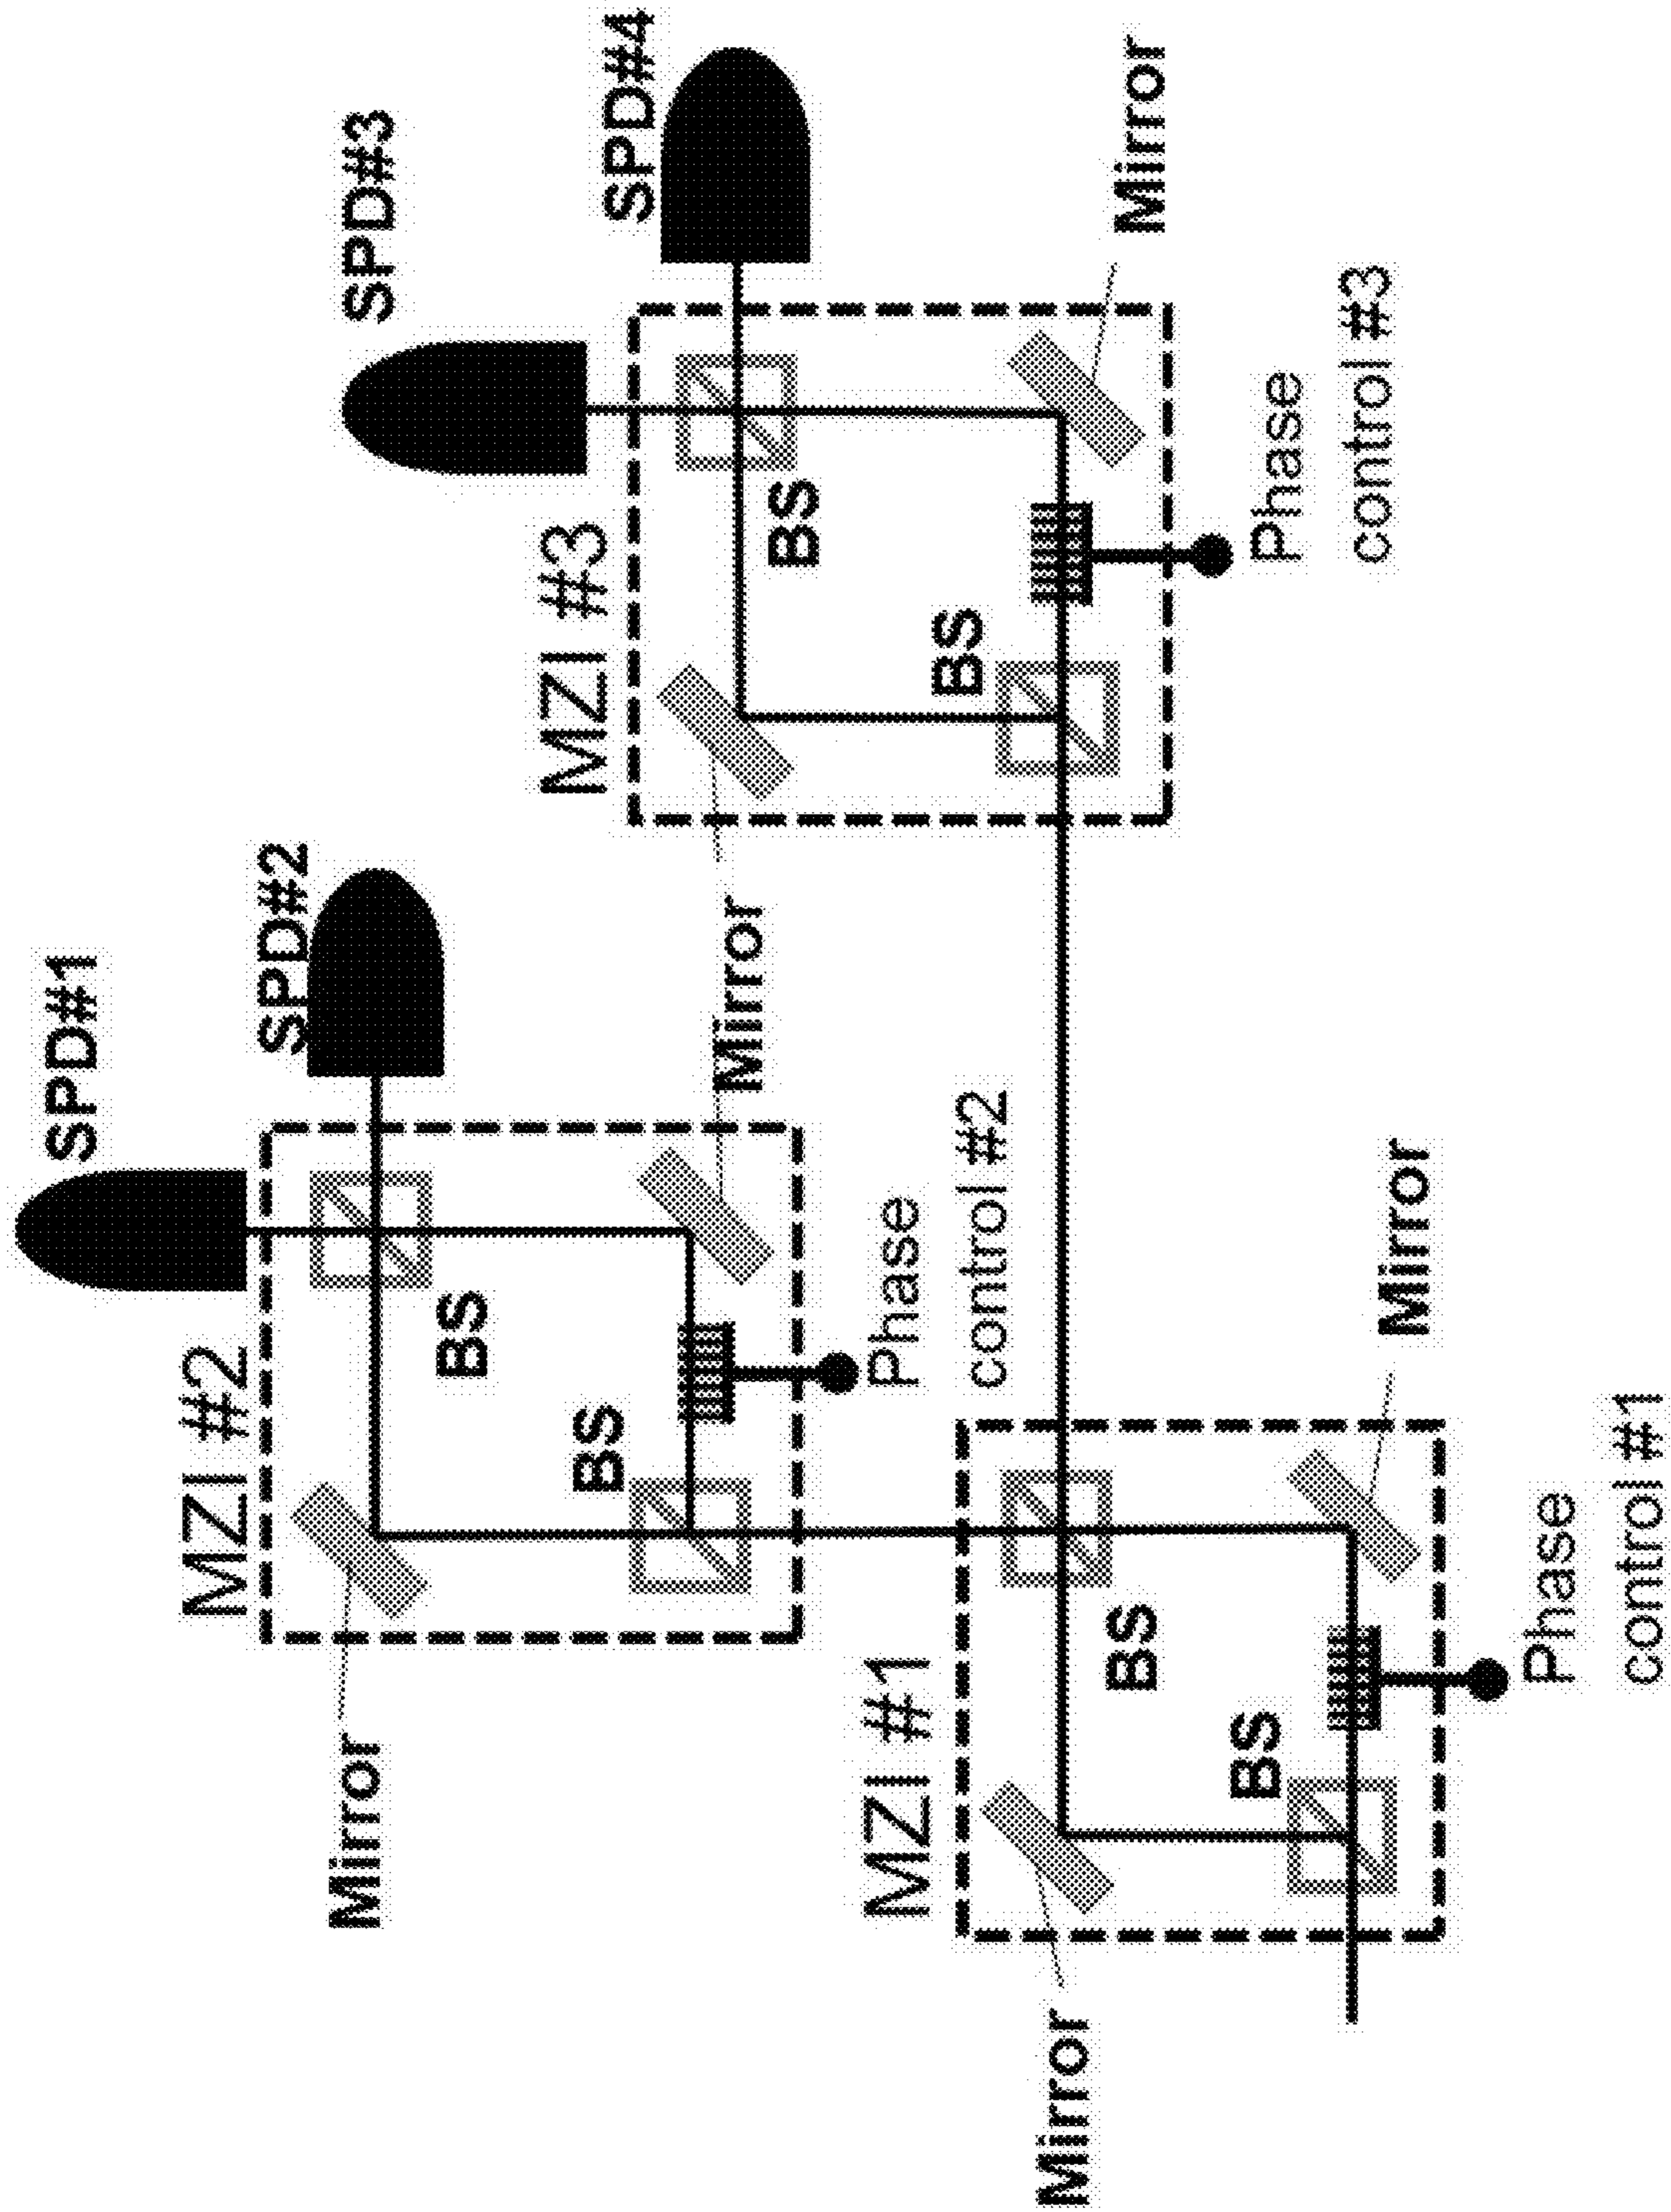 SPD#1
SPD#2
MZI #2
Mirror
BS
BS
Mirror
Phase
control #2
SPD#3
SPD#4
MZI #3
BS
BS
Mirror
Phase
control #3
MZI #1
Mirror
BS
BS
Mirror
Phase
control #1